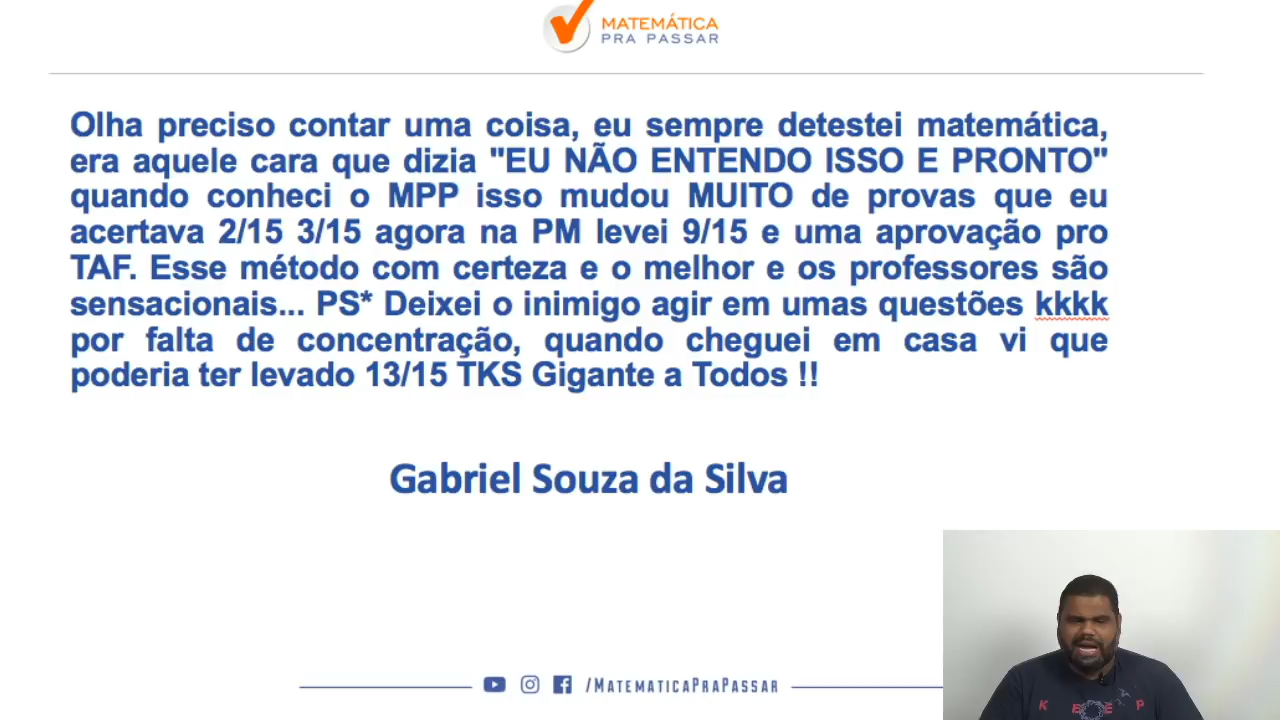 MATEMÁTICA
PRA PASSAR
Olha preciso contar uma coisa, eu sempre detestei matemática,
era aquele cara que dizia "EU NÃO ENTENDO ISSO E PRONTO"
quando conheci o MPP isso mudou MUITO de provas que eu
acertava 2/15 3/15 agora na PM levei 9/15 e uma aprovação pro
TAF. Esse método com certeza e o melhor e os professores são
sensacionais... PS* Deixei o inimigo agir em umas questões kkkk
por falta de concentração, quando cheguei em casa vi que
poderia ter levado 13/15 TKS Gigante a Todos !!
Gabriel Souza da Silva
/MATEMATICAPRAPASSAR
K E E P